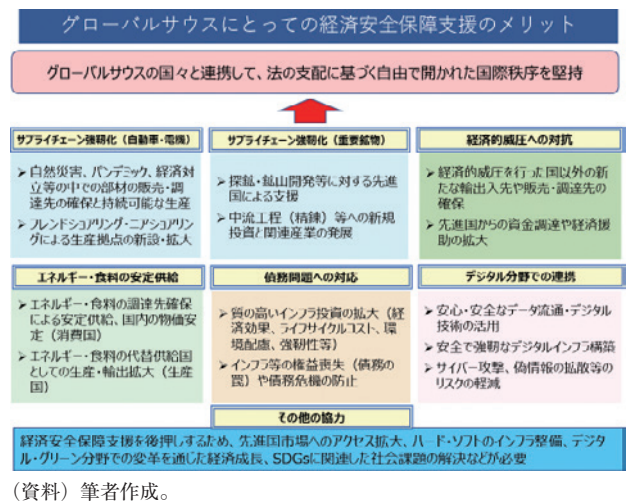 グローバルサウスにとっての経済安全保障支援のメリット
グローバルサウスの国々と連携して、法の支配に基づく自由で開かれた国際秩序を堅持
サプライチェーン強靭化（自動車・電機）
➢自然災害、パンデミック、経済対
立等の中での部材の販売・調
達先の確保と持続可能な生産
➢フレンドショアリング・ニアショアリン
グによる生産拠点の新設・拡大
サプライチェーン強靭化（重要鉱物）
➢探鉱・鉱山開発等に対する先進
国による支援
➢中流工程（精錬）等への新規
投資と関連産業の発展
経済的威圧への対抗
➢経済的威圧を行った国以外の新
たな輸出入先や販売・調達先の
確保
➢先進国からの資金調達や経済援
助の拡大
エネルギー・食料の安定供給
➢エネルギー・食料の調達先確保
による安定供給、国内の物価安
定（消費国）
➢エネルギー・食料の代替供給国
としての生産・輸出拡大（生産
国）
債務問題への対応
➢質の高いインフラ投資の拡大（経
済効果、ライフサイクルコスト、環
境配慮、強靭性等）
➢インフラ等の権益喪失（債務の
罠）や債務危機の防止
デジタル分野での連携
➢安心・安全なデータ流通・デジタル
技術の活用
➢安全で強靭なデジタルインフラ構築
➢サイバー攻撃、偽情報の拡散等の
リスクの軽減
その他の協力
経済安全保障支援を後押しするため、先進国市場へのアクセス拡大、ハード・ソフトのインフラ整備、デジタ
ル・グリーン分野での変革を通じた経済成長、SDGsに関連した社会課題の解決などが必要
（資料）筆者作成。